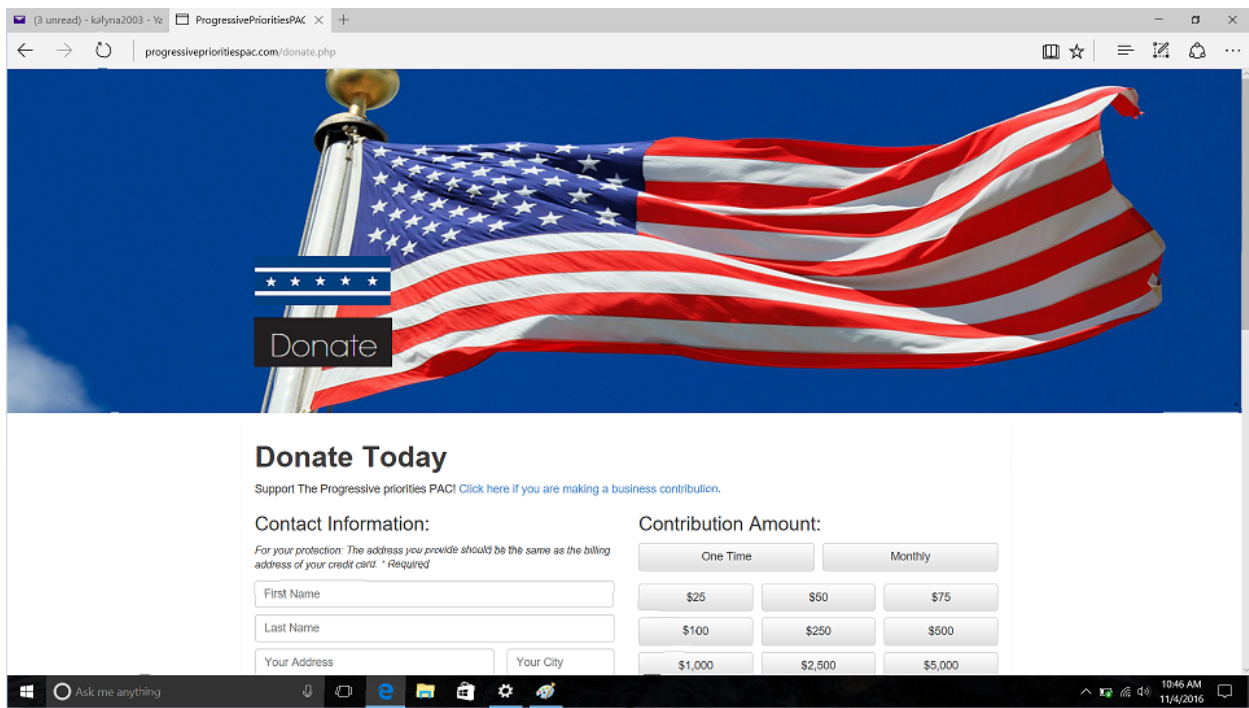 (3 unread) - kalyna2003 - Ya
ProgressivePrioritiesPAC
progressiveprioritiespac.com/donate.php
Donate
Donate Today
Support The Progressive priorities PAC! Click here if you are making a business contribution.
Contact Information:
For your protection: The address you provide should be the same as the billing
address of your credit card. * Required
First Name
Last Name
Your Address Your City
Contribution Amount:
One Time Monthly
$25 $50 $75
$100 $250 $500
$1,000 $2,500 $5,000
Ask me anything
10:46 AM
11/4/2016